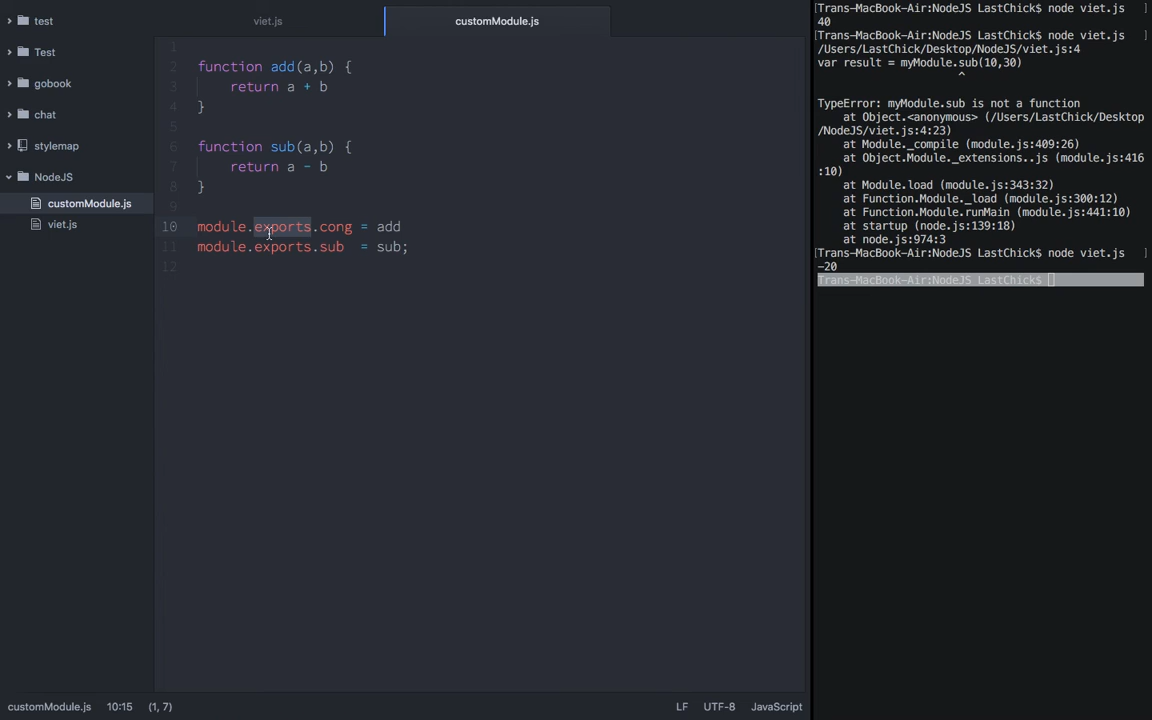 test
Test
gobook
chat
stylemap
NodeJS
customModule.js
viet.js
viet.js
customModule.js
1
2 function add(a,b) {
3 return a + b
4 }
5
6 function sub(a,b) {
7 return a - b
8 }
9
10 module.exports.cong = add
11 module.exports.sub  = sub;
12
customModule.js 10:15 (1, 7)
LF UTF-8 JavaScript
[Trans-MacBook-Air:NodeJS LastChick$ node viet.js ]
40
[Trans-MacBook-Air:NodeJS LastChick$ node viet.js ]
/Users/LastChick/Desktop/NodeJS/viet.js:4
var result = myModule.sub(10,30)
^
TypeError: myModule.sub is not a function
at Object.<anonymous> (/Users/LastChick/Desktop
/NodeJS/viet.js:4:23)
at Module._compile (module.js:409:26)
at Object.Module._extensions..js (module.js:416
:10)
at Module.load (module.js:343:32)
at Function.Module._load (module.js:300:12)
at Function.Module.runMain (module.js:441:10)
at startup (node.js:139:18)
at node.js:974:3
[Trans-MacBook-Air:NodeJS LastChick$ node viet.js ]
-20
Trans-MacBook-Air:NodeJS LastChick$